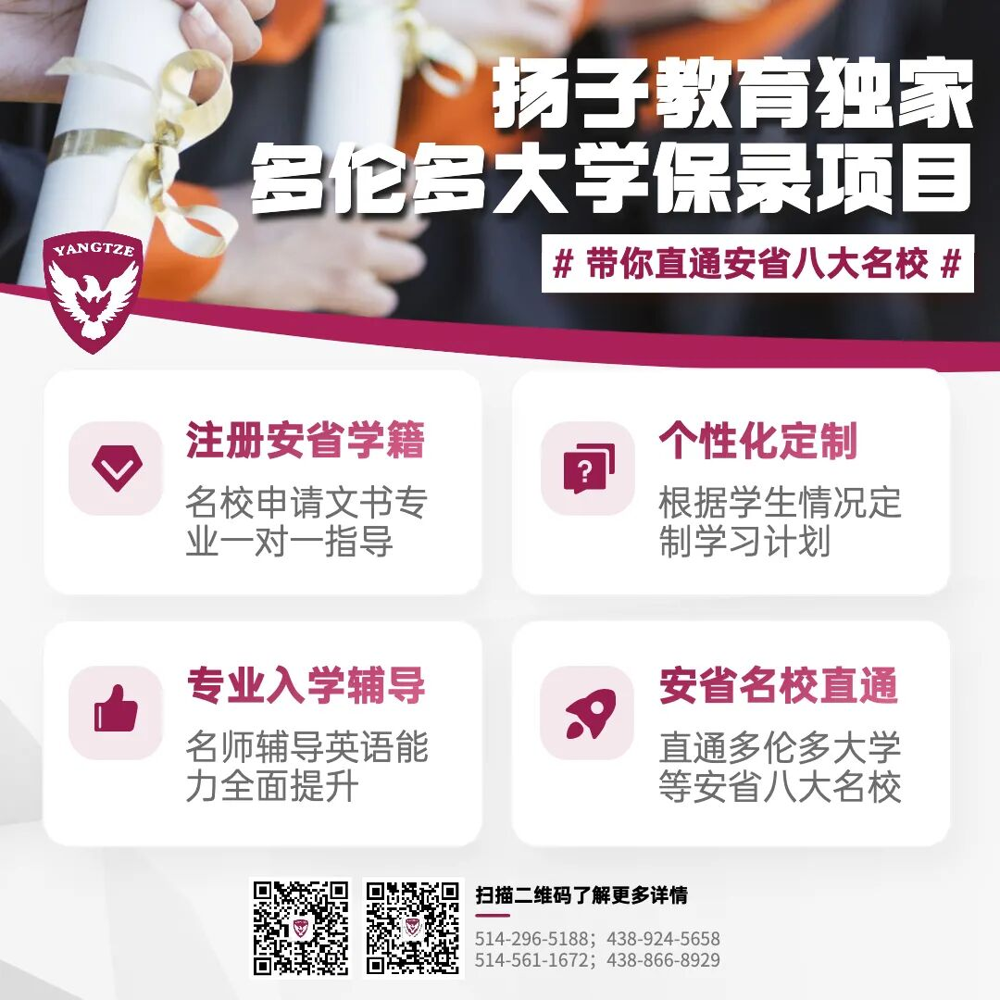 扬子教育独家
多伦多大学保录项目
# 带你直通安省八大名校 #
YANGTZE
注册安省学籍
名校申请文书专
业一对一指导
个性化定制
根据学生情况定
制学习计划
专业入学辅导
名师辅导英语能
力全面提升
安省名校直通
直通多伦多大学
等安省八大名校
扫描二维码了解更多详情
514-296-5188；438-924-5658
514-561-1672；438-866-8929